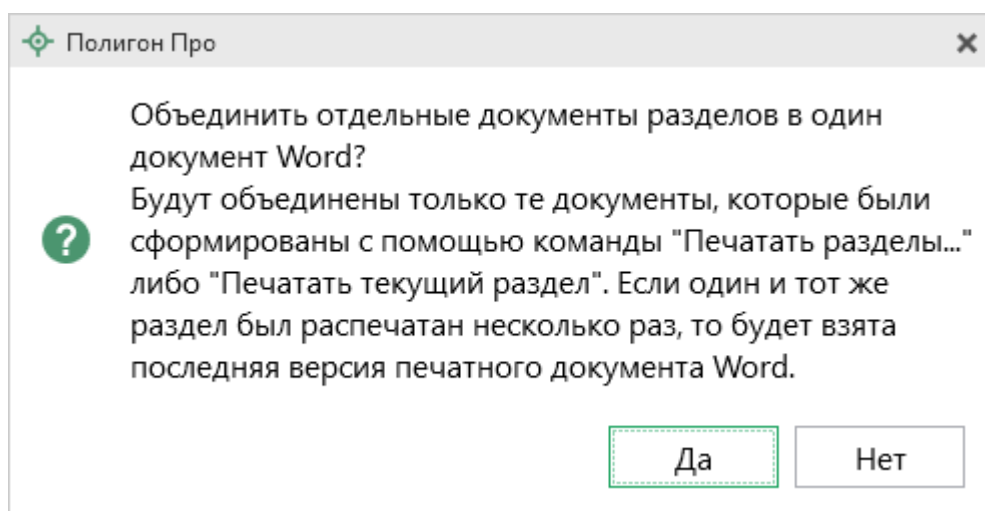 Полигон Про
Объединить отдельные документы разделов в один
документ Word?
Будут объединены только те документы, которые были
сформированы с помощью команды "Печатать разделы..."
либо "Печатать текущий раздел". Если один и тот же
раздел был распечатан несколько раз, то будет взята
последняя версия печатного документа Word.
Да
Нет